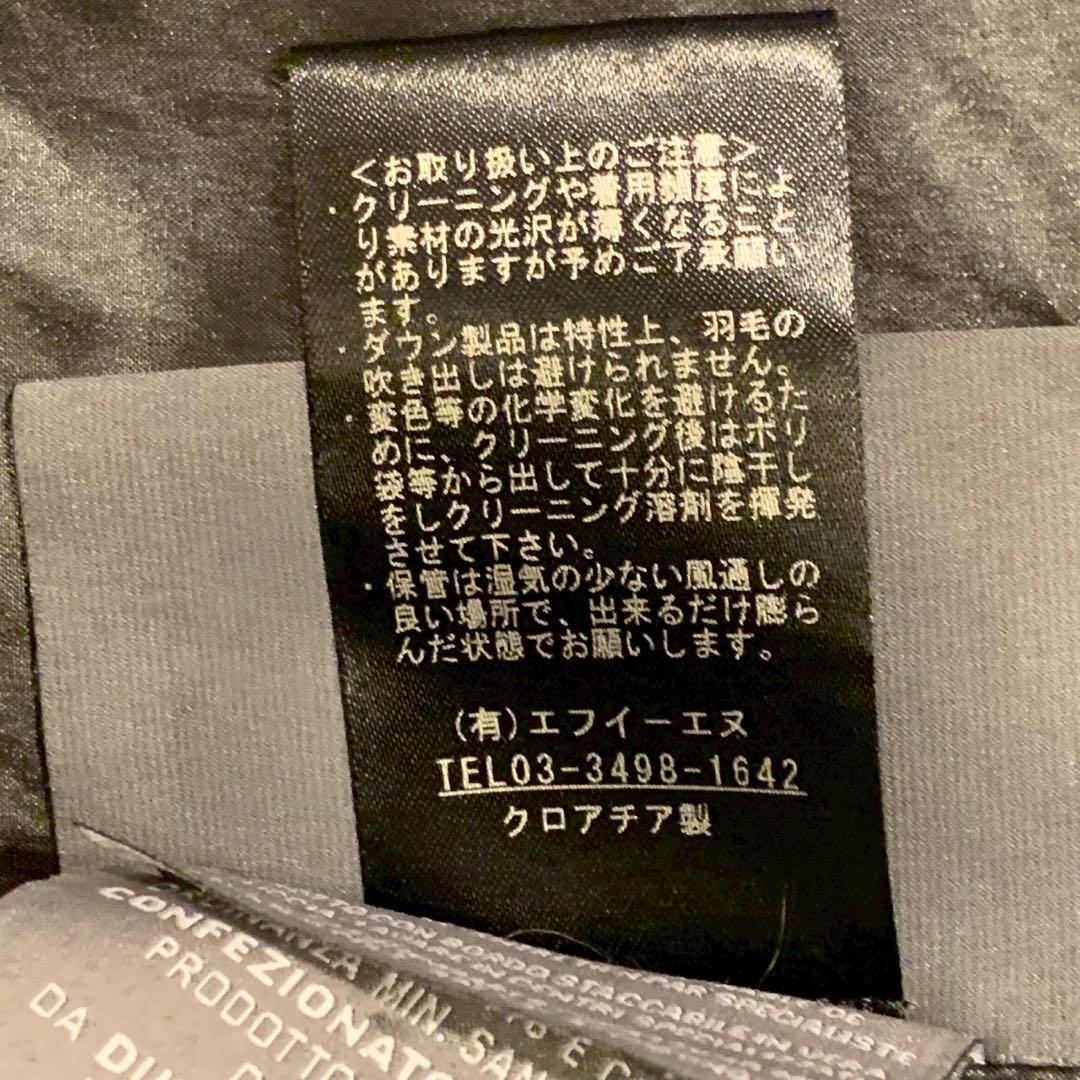 <お取り扱い上のご注意>
・クリーニングや着用頻度によ
り素材の光沢が薄くなること
がありますが予めご了承願い
ます。
・ダウン製品は特性上、羽毛の
吹き出しは避けられません。
・変色等の化学変化を避けるた
めに、クリーニング後はポリ
袋等から出して十分に陰干し
をしクリーニング溶剤を揮発
させて下さい。
・保管は湿気の少ない風通しの
良い場所で、出来るだけ膨ら
んだ状態でお願いします。
(有)エフイーエヌ
TEL03-3498-1642
クロアチア製
BORDO STACCABILE IN VERA
SPECIALISTE
MIN. SAN
CONFEZIONATO
PRODOTTO
DA